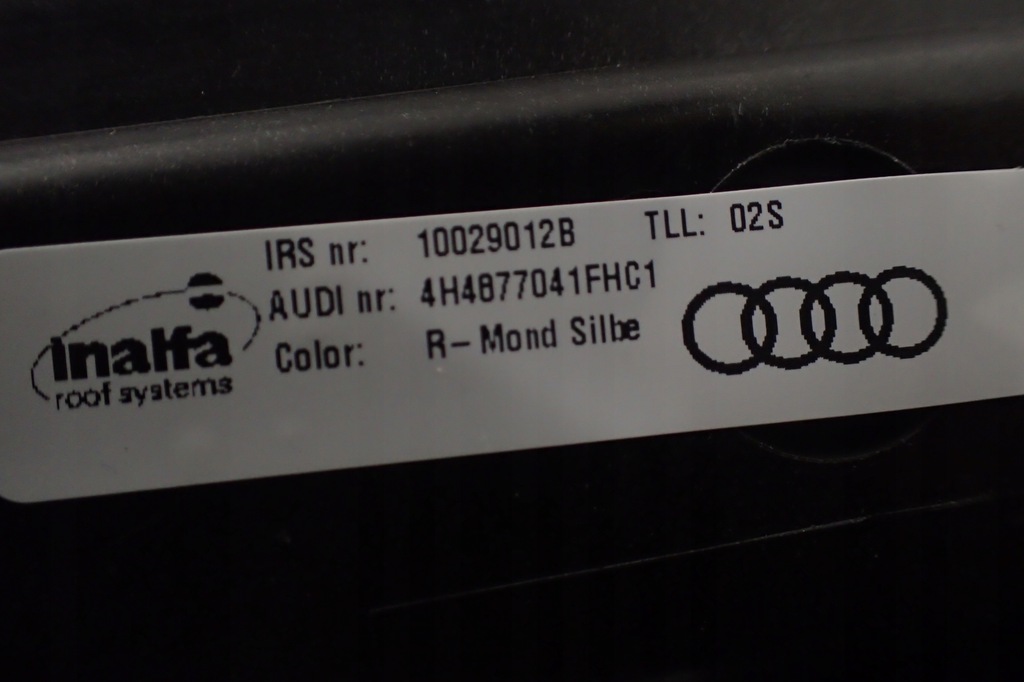 IRS nr: 10029012B TLL: 02S
AUDI nr: 4H4877041FHC1
Color: R-Mond Silbe
inalfa
roof systems